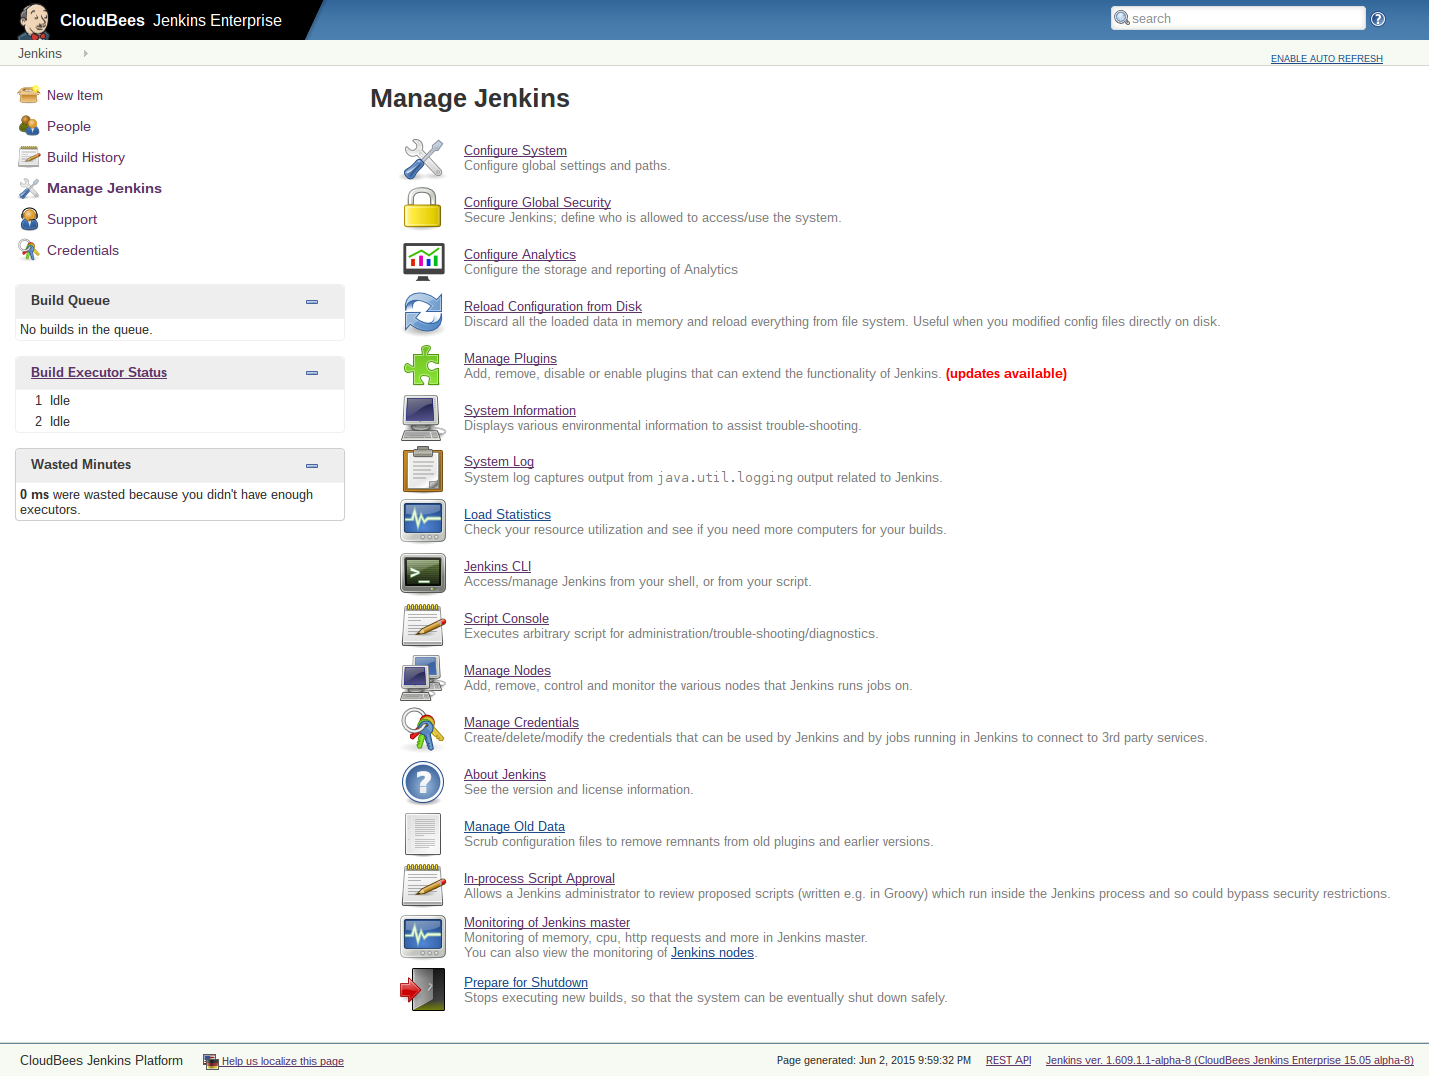 CloudBees Jenkins Enterprise
search
Jenkins
ENABLE AUTO REFRESH
New Item
People
Build History
Manage Jenkins
Support
Credentials
Build Queue
No builds in the queue.
Build Executor Status
1 Idle
2 Idle
Wasted Minutes
0 ms were wasted because you didn't have enough
executors.
Manage Jenkins
Configure System
Configure global settings and paths.
Configure Global Security
Secure Jenkins; define who is allowed to access/use the system.
Configure Analytics
Configure the storage and reporting of Analytics
Reload Configuration from Disk
Discard all the loaded data in memory and reload everything from file system. Useful when you modified config files directly on disk.
Manage Plugins
Add, remove, disable or enable plugins that can extend the functionality of Jenkins. (updates available)
System Information
Displays various environmental information to assist trouble-shooting.
System Log
System log captures output from java.util.logging output related to Jenkins.
Load Statistics
Check your resource utilization and see if you need more computers for your builds.
Jenkins CLI
Access/manage Jenkins from your shell, or from your script.
Script Console
Executes arbitrary script for administration/trouble-shooting/diagnostics.
Manage Nodes
Add, remove, control and monitor the various nodes that Jenkins runs jobs on.
Manage Credentials
Create/delete/modify the credentials that can be used by Jenkins and by jobs running in Jenkins to connect to 3rd party services.
About Jenkins
See the version and license information.
Manage Old Data
Scrub configuration files to remove remnants from old plugins and earlier versions.
In-process Script Approval
Allows a Jenkins administrator to review proposed scripts (written e.g. in Groovy) which run inside the Jenkins process and so could bypass security restrictions.
Monitoring of Jenkins master
Monitoring of memory, cpu, http requests and more in Jenkins master.
You can also view the monitoring of Jenkins nodes.
Prepare for Shutdown
Stops executing new builds, so that the system can be eventually shut down safely.
CloudBees Jenkins Platform
Help us localize this page
Page generated: Jun 2, 2015 9:59:32 PM
REST API
Jenkins ver. 1.609.1.1-alpha-8 (CloudBees Jenkins Enterprise 15.05 alpha-8)